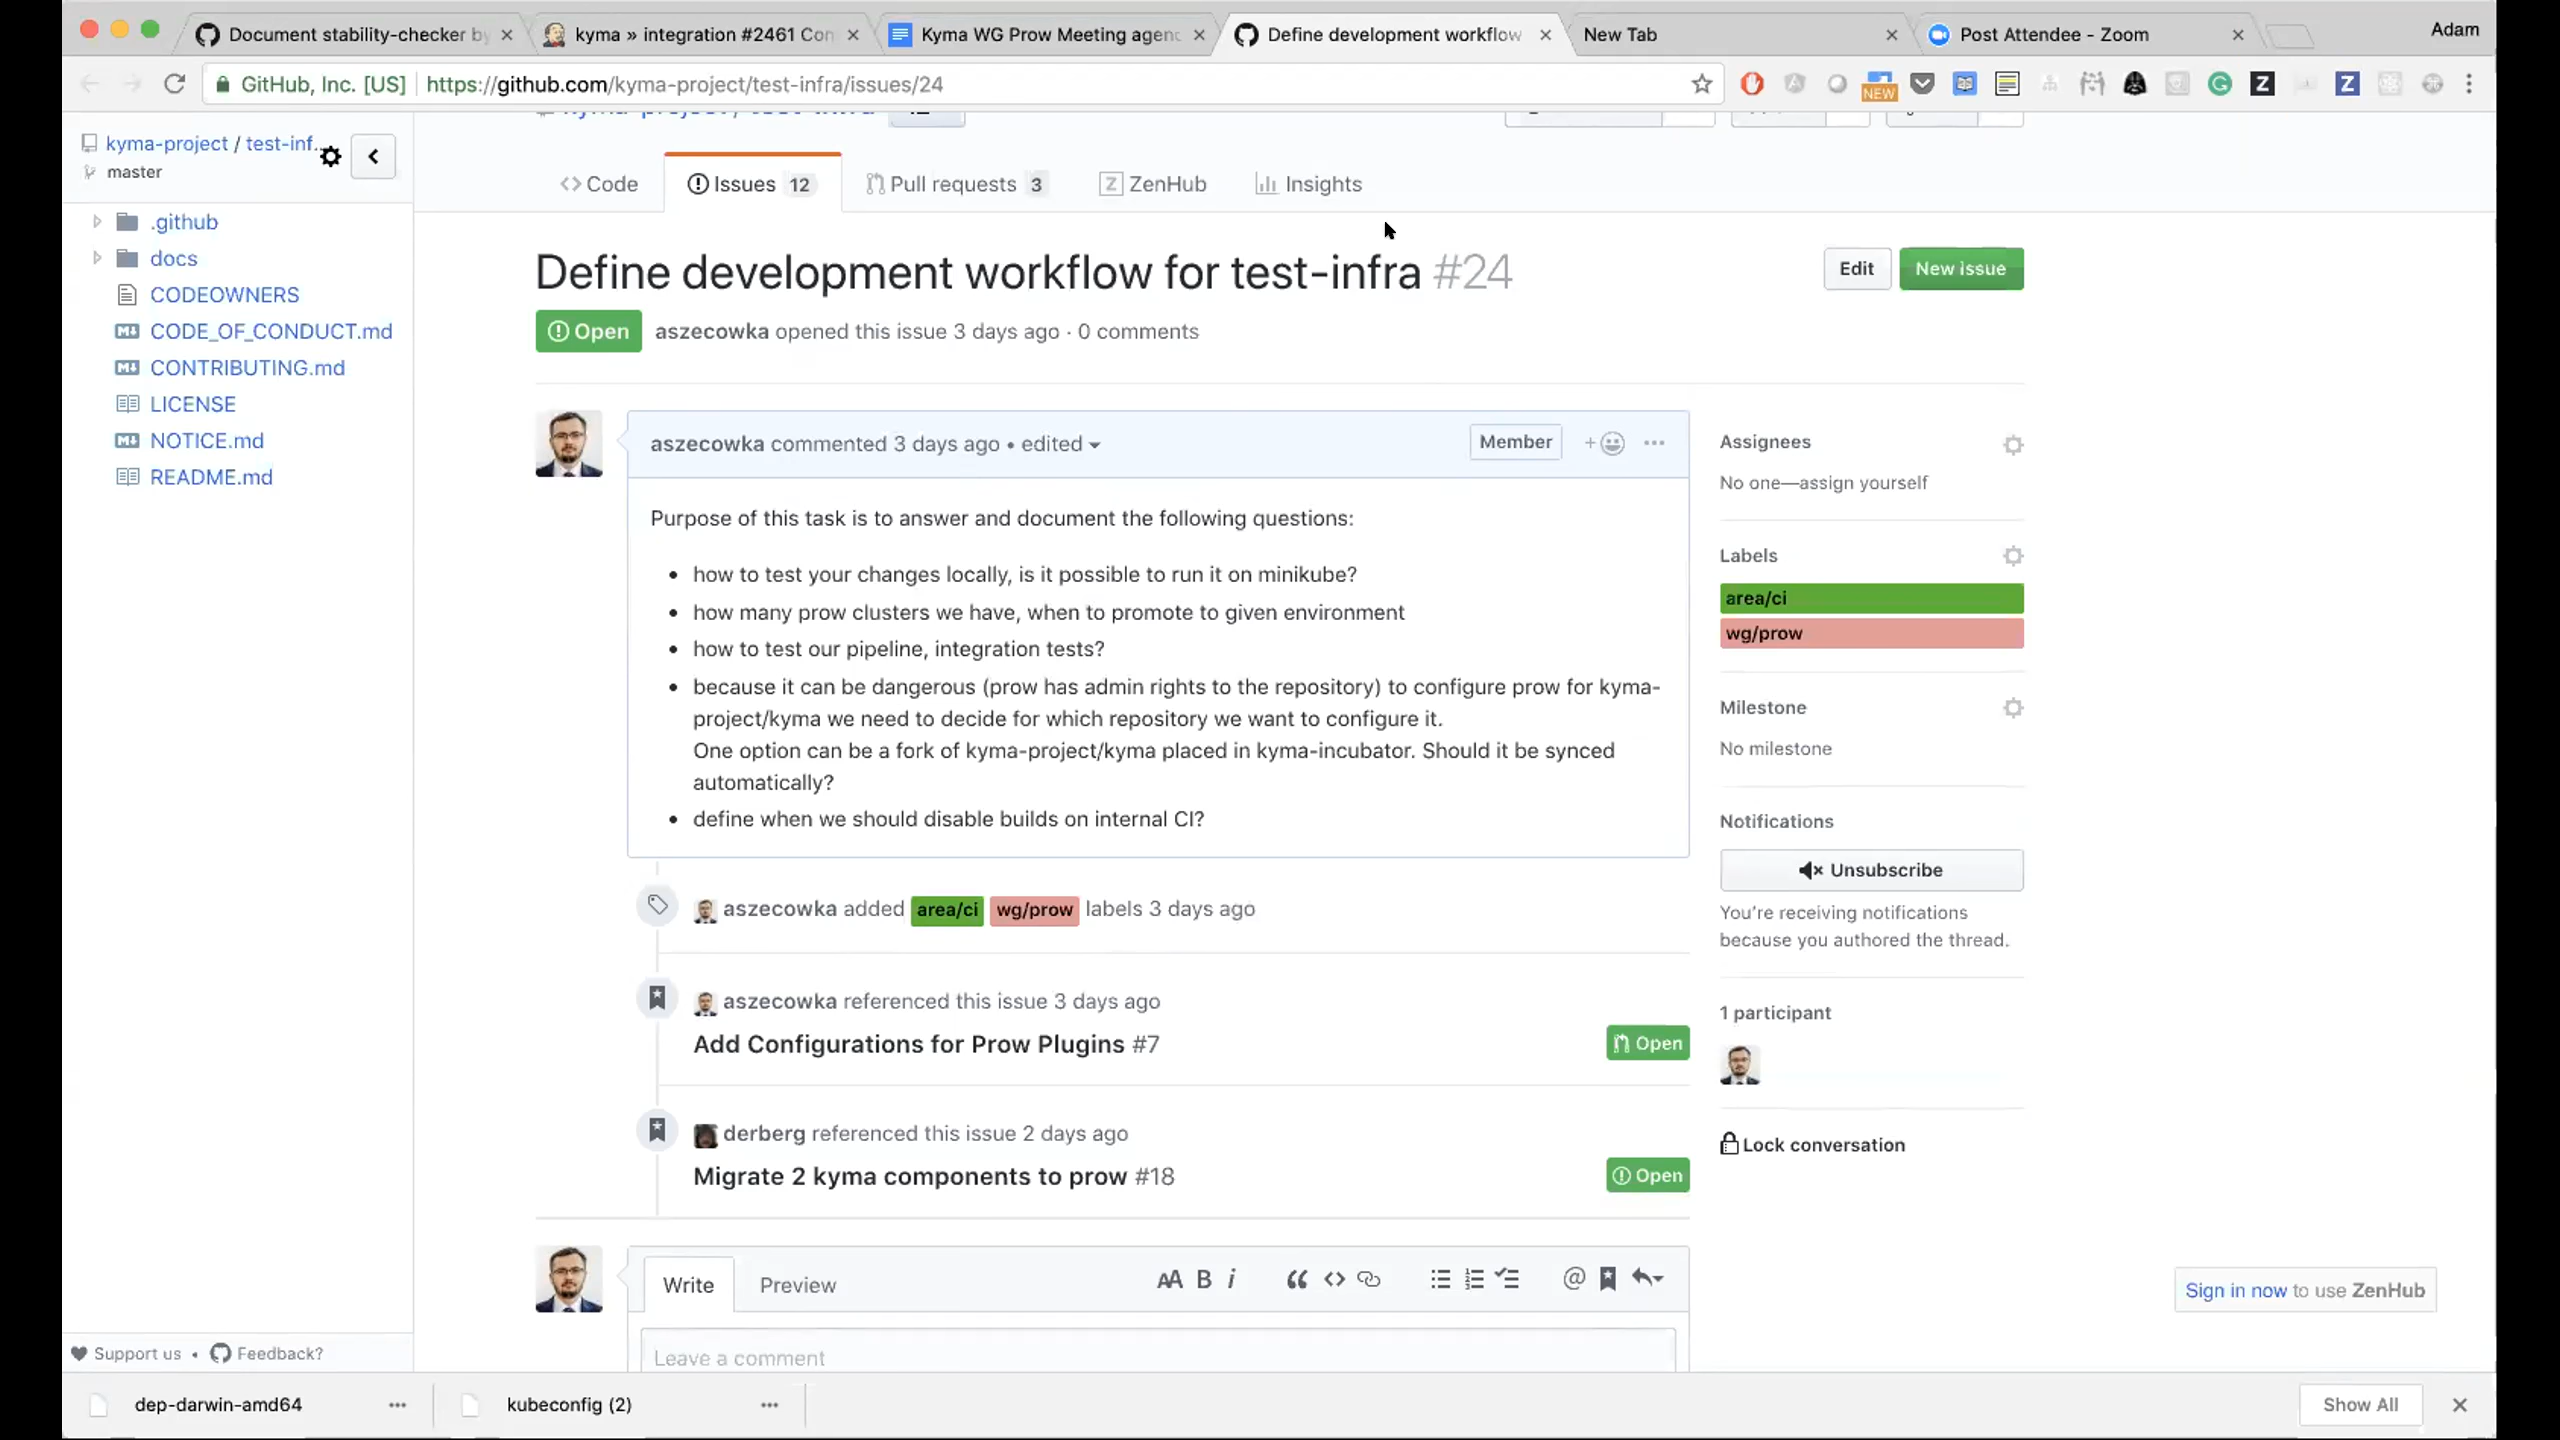 Document stability-checker by
kyma » integration #2461 Con
Kyma WG Prow Meeting agenc
Define development workflow
New Tab
Post Attendee - Zoom
Adam
GitHub, Inc. [US]
https://github.com/kyma-project/test-infra/issues/24
NEW
kyma-project / test-inf...
master
.github
docs
CODEOWNERS
CODE_OF_CONDUCT.md
CONTRIBUTING.md
LICENSE
NOTICE.md
README.md
Support us • Feedback?
Code
Issues 12
Pull requests 3
ZenHub
Insights
Define development workflow for test-infra #24
Edit
New issue
Open
aszecowka opened this issue 3 days ago · 0 comments
aszecowka commented 3 days ago • edited
Member
Purpose of this task is to answer and document the following questions:
• how to test your changes locally, is it possible to run it on minikube?
• how many prow clusters we have, when to promote to given environment
• how to test our pipeline, integration tests?
• because it can be dangerous (prow has admin rights to the repository) to configure prow for kyma-
project/kyma we need to decide for which repository we want to configure it.
One option can be a fork of kyma-project/kyma placed in kyma-incubator. Should it be synced
automatically?
• define when we should disable builds on internal CI?
aszecowka added area/ci wg/prow labels 3 days ago
aszecowka referenced this issue 3 days ago
Add Configurations for Prow Plugins #7
Open
derberg referenced this issue 2 days ago
Migrate 2 kyma components to prow #18
Open
Write
Preview
Leave a comment
Assignees
No one—assign yourself
Labels
area/ci
wg/prow
Milestone
No milestone
Notifications
Unsubscribe
You're receiving notifications
because you authored the thread.
1 participant
Lock conversation
Sign in now to use ZenHub
dep-darwin-amd64
kubeconfig (2)
Show All